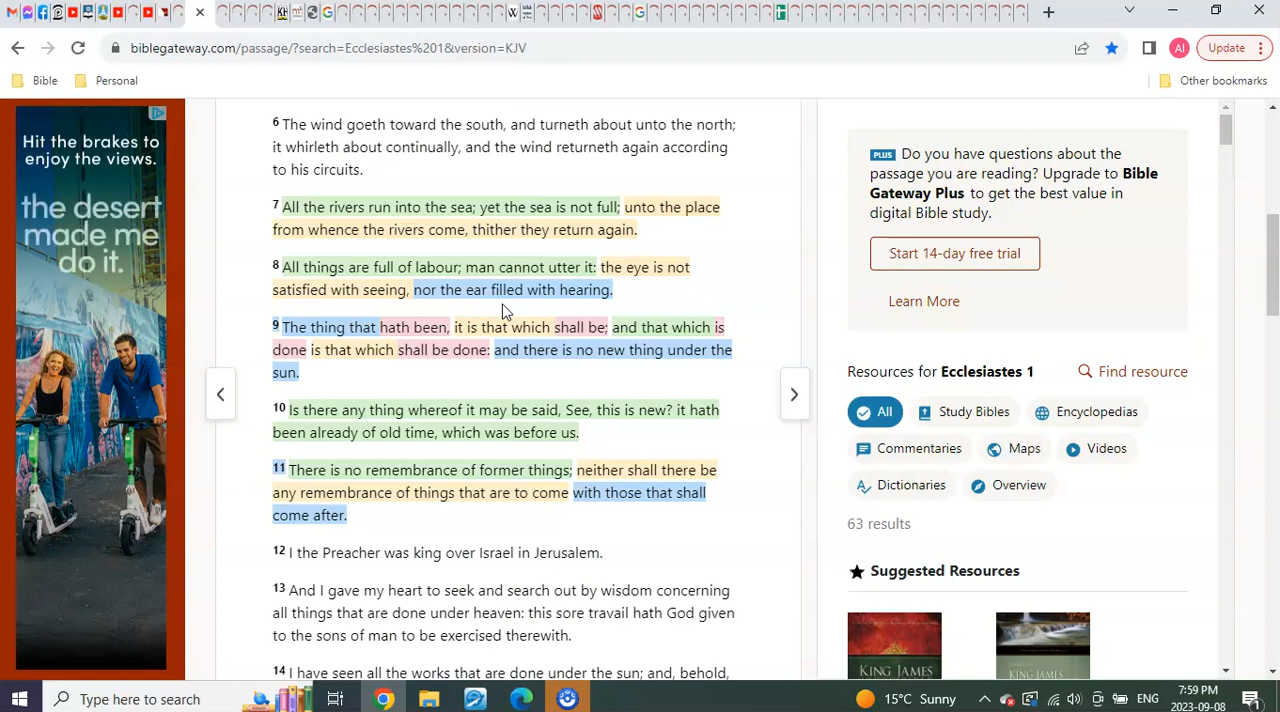 biblegateway.com/passage/?search=Ecclesiastes%201&version=KJV
AI
Update
Bible
Personal
Other bookmarks
Hit the brakes to
enjoy the views.
the desert
made me
do it.
6 The wind goeth toward the south, and turneth about unto the north;
it whirleth about continually, and the wind returneth again according
to his circuits.
7 All the rivers run into the sea; yet the sea is not full; unto the place
from whence the rivers come, thither they return again.
8 All things are full of labour; man cannot utter it: the eye is not
satisfied with seeing, nor the ear filled with hearing.
9 The thing that hath been, it is that which shall be; and that which is
done is that which shall be done: and there is no new thing under the
sun.
10 Is there any thing whereof it may be said, See, this is new? it hath
been already of old time, which was before us.
11 There is no remembrance of former things; neither shall there be
any remembrance of things that are to come with those that shall
come after.
12 I the Preacher was king over Israel in Jerusalem.
13 And I gave my heart to seek and search out by wisdom concerning
all things that are done under heaven: this sore travail hath God given
to the sons of man to be exercised therewith.
14 I have seen all the works that are done under the sun; and, behold,
PLUS Do you have questions about the
passage you are reading? Upgrade to Bible
Gateway Plus to get the best value in
digital Bible study.
Start 14-day free trial
Learn More
Resources for Ecclesiastes 1
Find resource
All
Study Bibles
Encyclopedias
Commentaries
Maps
Videos
Dictionaries
Overview
63 results
Suggested Resources
KING JAMES
KING JAMES
Type here to search
15°C Sunny
ENG
7:59 PM
2023-09-08